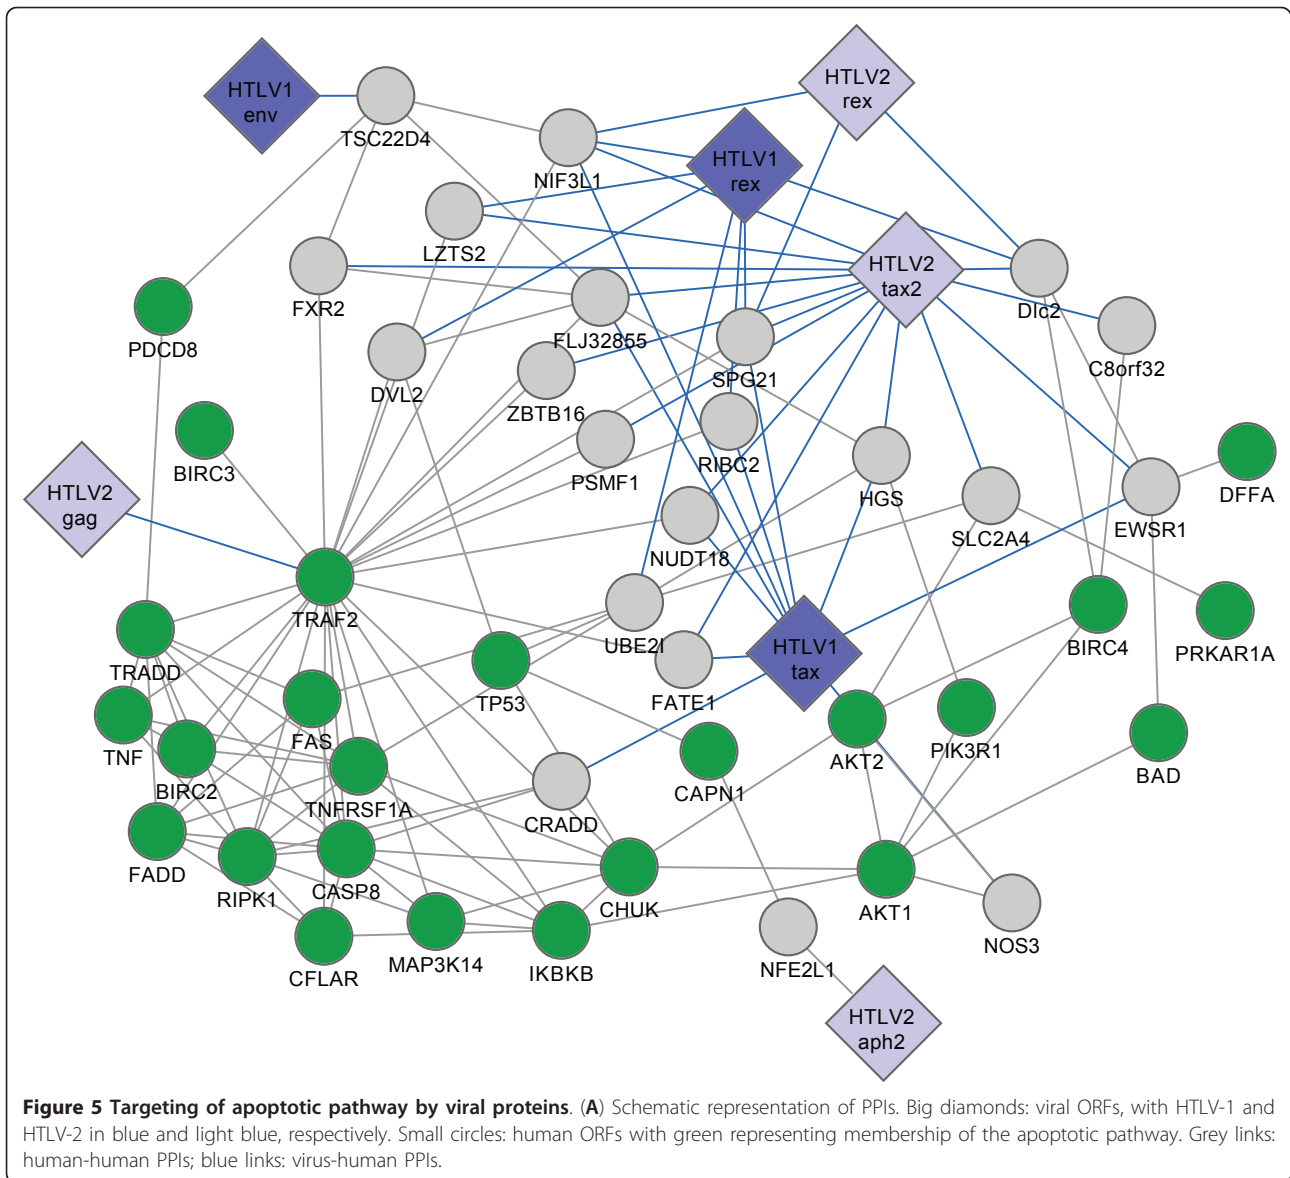 HTLV1
env
TSC22D4
HTLV2
rex
NIF3L1
HTLV1
rex
LZTS2
FXR2
HTLV2
tax2
Dlc2
PDCD8
FLJ32855
C8orf32
DVL2
SPG21
ZBTB16
BIRC3
PSMF1
RIBC2
HGS
DFFA
HTLV2
gag
SLC2A4
EWSR1
NUDT18
TRAF2
UBE2I
HTLV1
tax
BIRC4
PRKAR1A
TRADD
TP53
FATE1
TNF
FAS
AKT2
PIK3R1
BAD
BIRC2
TNFRSF1A
CAPN1
CRADD
FADD
RIPK1
CASP8
CHUK
AKT1
NOS3
CFLAR
MAP3K14
IKBKB
NFE2L1
HTLV2
aph2
Figure 5 Targeting of apoptotic pathway by viral proteins. (A) Schematic representation of PPIs. Big diamonds: viral ORFs, with HTLV-1 and
HTLV-2 in blue and light blue, respectively. Small circles: human ORFs with green representing membership of the apoptotic pathway. Grey links:
human-human PPIs; blue links: virus-human PPIs.